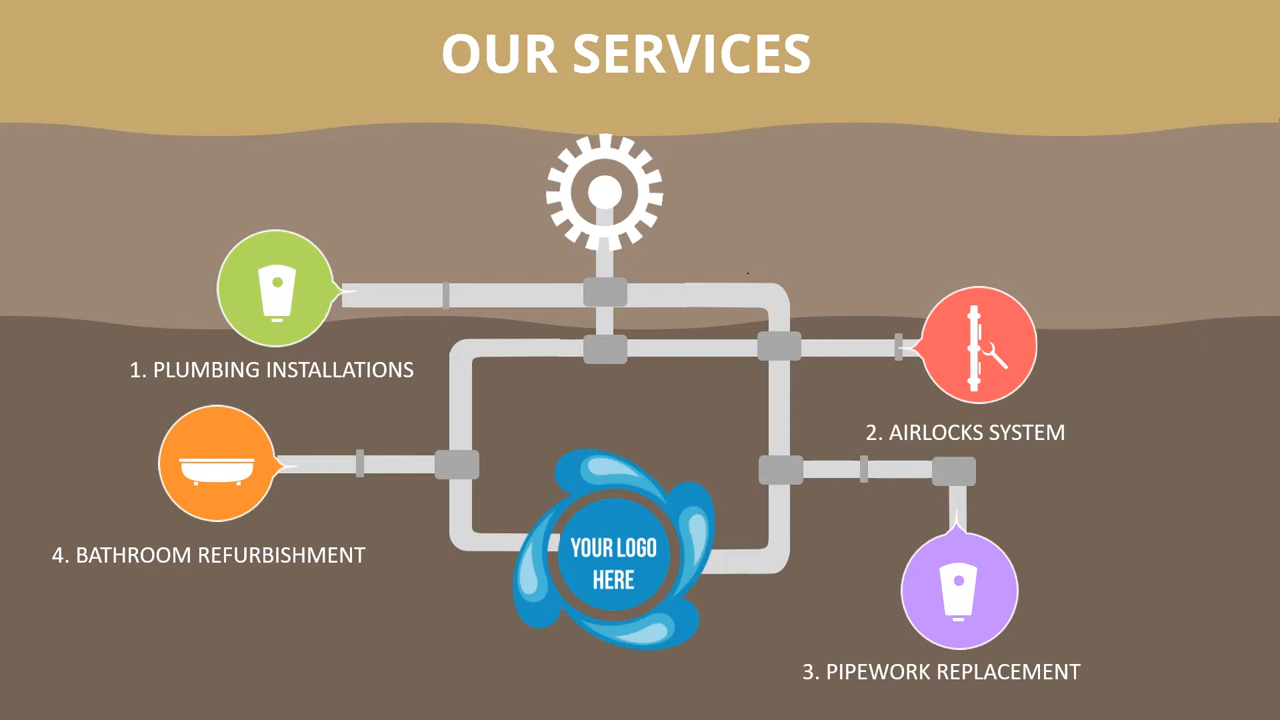 OUR SERVICES
1. PLUMBING INSTALLATIONS
2. AIRLOCKS SYSTEM
4. BATHROOM REFURBISHMENT
YOUR LOGO
HERE
3. PIPEWORK REPLACEMENT